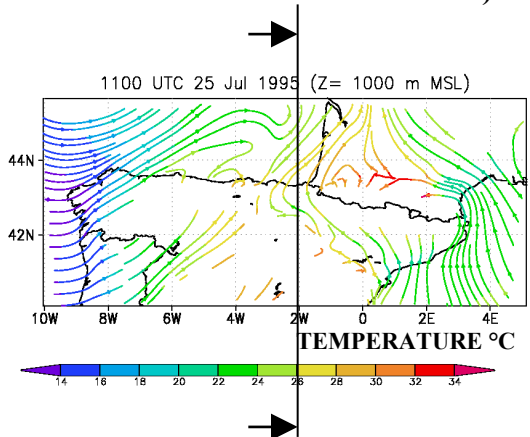 )
1100 UTC 25 Jul 1995 (Z= 1000 m MSL)
44N
42N
10W 8W 6W 4W 2W 0 2E 4E
TEMPERATURE °C
14 16 18 20 22 24 26 28 30 32 34